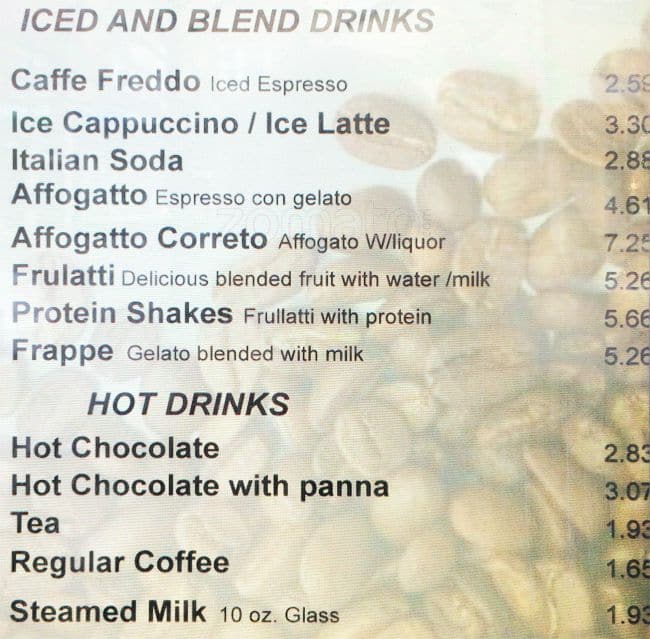 ICED AND BLEND DRINKS
Caffe Freddo Iced Espresso 2.59
Ice Cappuccino / Ice Latte 3.30
Italian Soda 2.88
Affogatto Espresso con gelato 4.61
zomato
Affogatto Correto Affogato W/liquor 7.25
Frulatti Delicious blended fruit with water /milk 5.26
Protein Shakes Frullatti with protein 5.66
Frappe Gelato blended with milk 5.26
HOT DRINKS
Hot Chocolate 2.83
Hot Chocolate with panna 3.07
Tea 1.93
Regular Coffee 1.65
Steamed Milk 10 oz. Glass 1.93